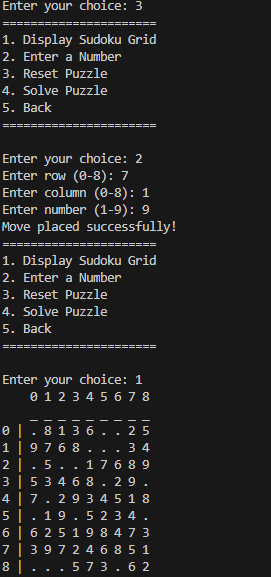 Enter your choice: 3
======================
1. Display Sudoku Grid
2. Enter a Number
3. Reset Puzzle
4. Solve Puzzle
5. Back
======================

Enter your choice: 2
Enter row (0-8): 7
Enter column (0-8): 1
Enter number (1-9): 9
Move placed successfully!
======================
1. Display Sudoku Grid
2. Enter a Number
3. Reset Puzzle
4. Solve Puzzle
5. Back
======================

Enter your choice: 1
    0 1 2 3 4 5 6 7 8
    _ _ _ _ _ _ _ _ _
0 | . 8 1 3 6 . . 2 5
1 | 9 7 6 8 . . . 3 4
2 | . 5 . . 1 7 6 8 9
3 | 5 3 4 6 8 . 2 9 .
4 | 7 . 2 9 3 4 5 1 8
5 | . 1 9 . 5 2 3 4 .
6 | 6 2 5 1 9 8 4 7 3
7 | 3 9 7 2 4 6 8 5 1
8 | . . . 5 7 3 . 6 2